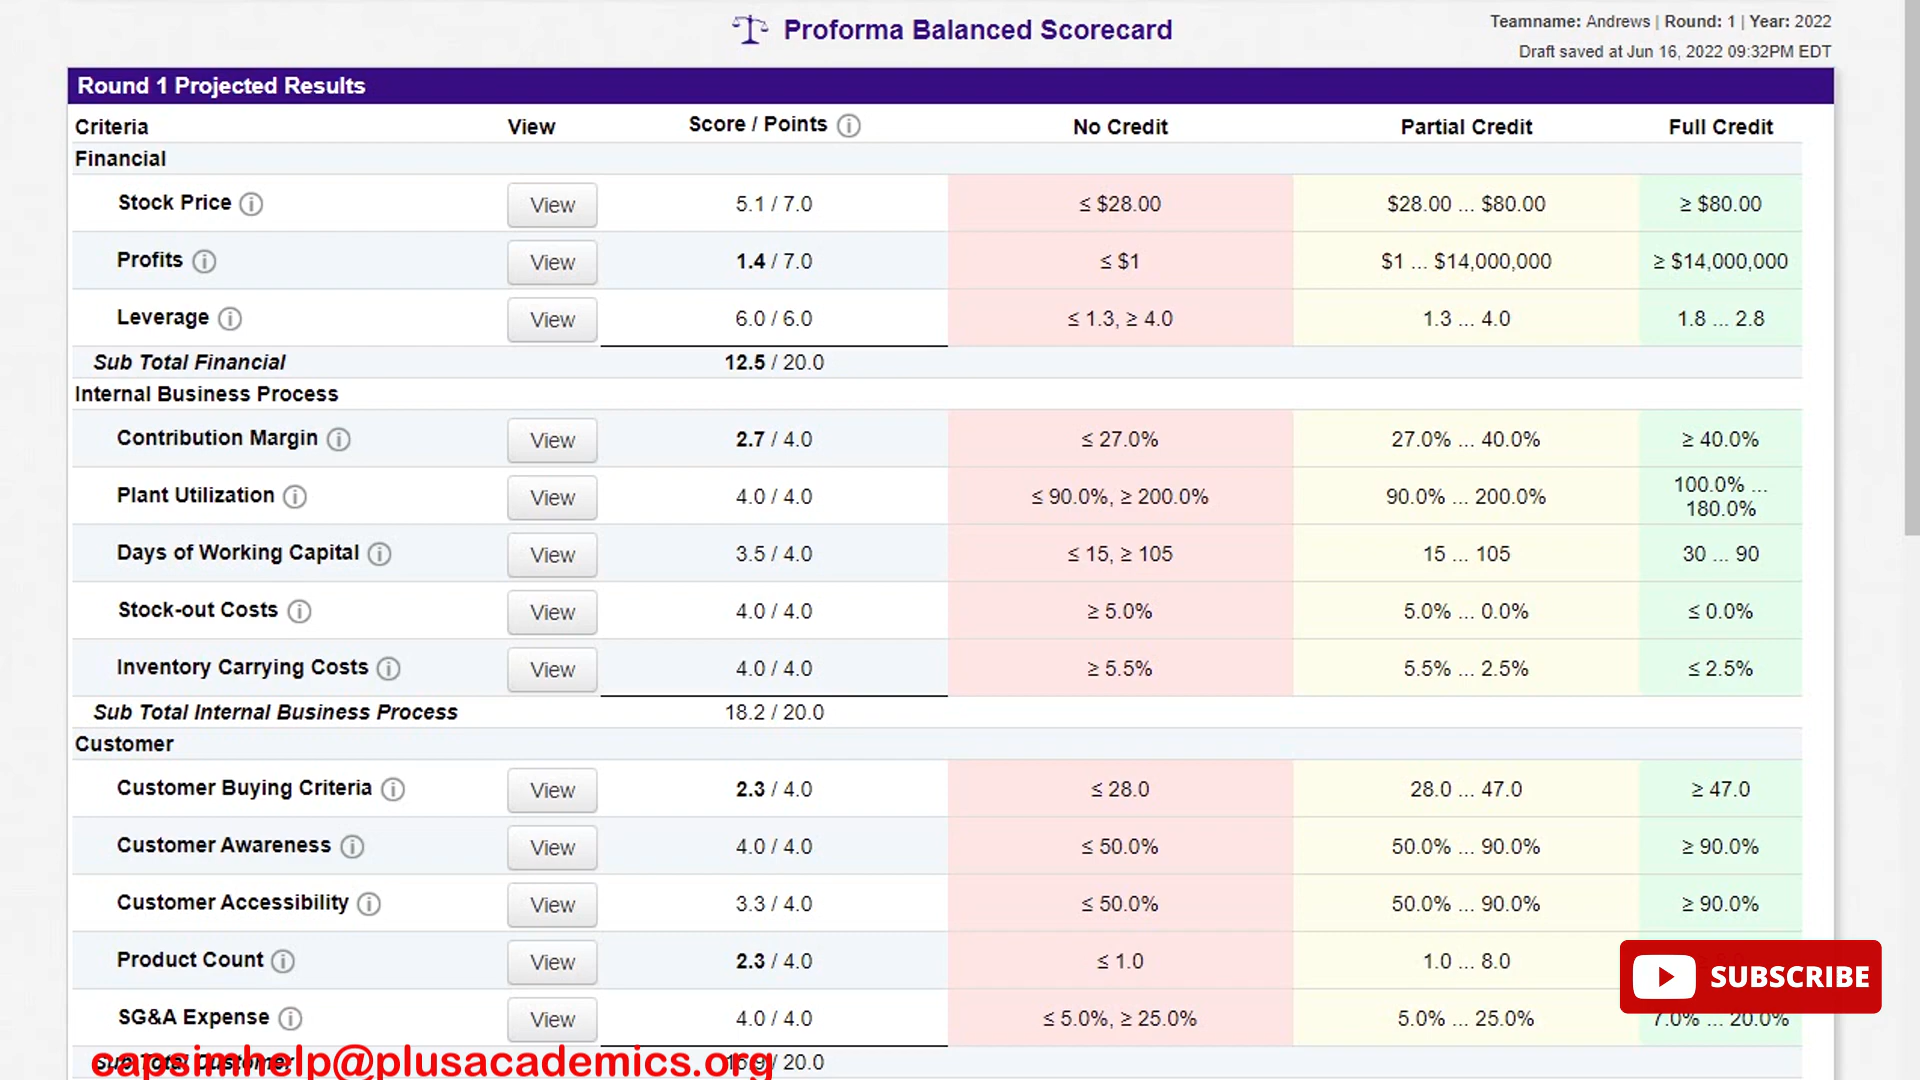 Proforma Balanced Scorecard
Teamname: Andrews | Round: 1 | Year: 2022
Draft saved at Jun 16, 2022 09:32PM EDT
Round 1 Projected Results
Criteria View Score / Points No Credit Partial Credit Full Credit
Financial
Stock Price View 5.1 / 7.0 ≤ $28.00 $28.00 ... $80.00 ≥ $80.00
Profits View 1.4 / 7.0 ≤ $1 $1 ... $14,000,000 ≥ $14,000,000
Leverage View 6.0 / 6.0 ≤ 1.3, ≥ 4.0 1.3 ... 4.0 1.8 ... 2.8
Sub Total Financial 12.5 / 20.0
Internal Business Process
Contribution Margin View 2.7 / 4.0 ≤ 27.0% 27.0% ... 40.0% ≥ 40.0%
Plant Utilization View 4.0 / 4.0 ≤ 90.0%, ≥ 200.0% 90.0% ... 200.0% 100.0% ...
180.0%
Days of Working Capital View 3.5 / 4.0 ≤ 15, ≥ 105 15 ... 105 30 ... 90
Stock-out Costs View 4.0 / 4.0 ≥ 5.0% 5.0% ... 0.0% ≤ 0.0%
Inventory Carrying Costs View 4.0 / 4.0 ≥ 5.5% 5.5% ... 2.5% ≤ 2.5%
Sub Total Internal Business Process 18.2 / 20.0
Customer
Customer Buying Criteria View 2.3 / 4.0 ≤ 28.0 28.0 ... 47.0 ≥ 47.0
Customer Awareness View 4.0 / 4.0 ≤ 50.0% 50.0% ... 90.0% ≥ 90.0%
Customer Accessibility View 3.3 / 4.0 ≤ 50.0% 50.0% ... 90.0% ≥ 90.0%
Product Count View 2.3 / 4.0 ≤ 1.0 1.0 ... 8.0
SUBSCRIBE
SG&A Expense View 4.0 / 4.0 ≤ 5.0%, ≥ 25.0% 5.0% ... 25.0% 7.0% ... 20.0%
Sub Total Customer / 20.0
capsimhelp@plusacademics.org